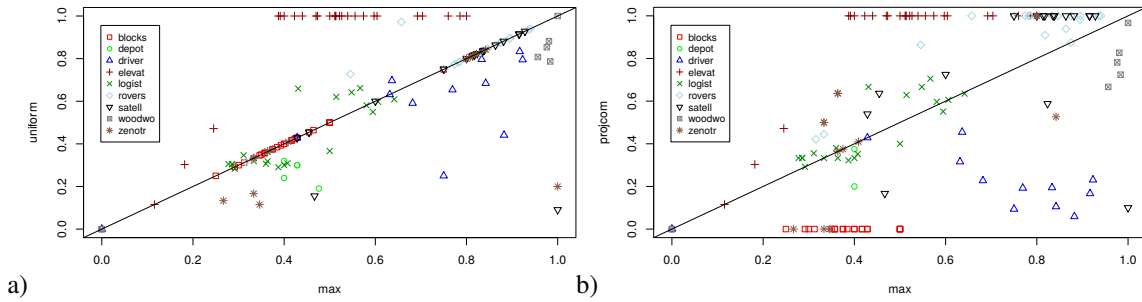 a)
uniform
1.0
0.8
0.6
0.4
0.2
0.0
blocks
depot
driver
elevat
logist
rovers
satell
woodwo
zenotr
0.0 0.2 0.4 0.6 0.8 1.0
max
b)
projcom
1.0
0.8
0.6
0.4
0.2
0.0
blocks
depot
driver
elevat
logist
rovers
satell
woodwo
zenotr
0.0 0.2 0.4 0.6 0.8 1.0
max